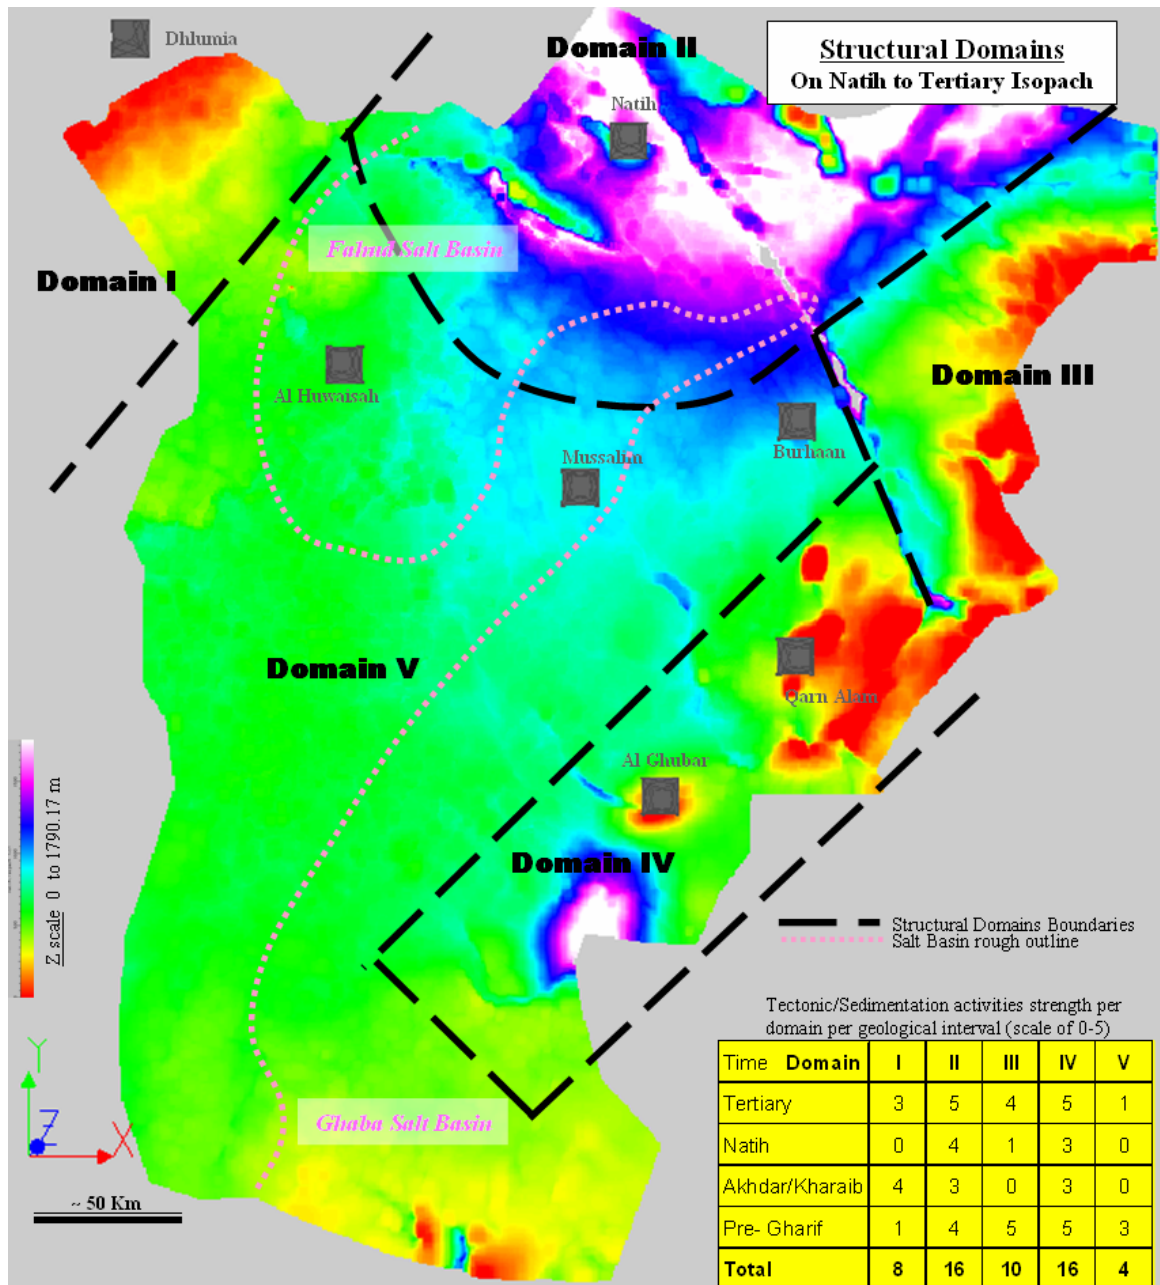 Structural Domains
On Natih to Tertiary Isopach
Dhlumia
Domain II
Natih
Fahud Salt Basin
Domain I
Al Huwaisah
Domain III
Burhaan
Mussalim
Domain V
Qarn Alam
Al Ghubar
Domain IV
Z scale 0 to 1790.17 m
Structural Domains Boundaries
Salt Basin rough outline
Ghaba Salt Basin
Y
Z
X
~ 50 Km
Tectonic/Sedimentation activities strength per
domain per geological interval (scale of 0-5)
Time Domain I II III IV V
Tertiary 3 5 4 5 1
Natih 0 4 1 3 0
Akhdar/Kharaib 4 3 0 3 0
Pre- Gharif 1 4 5 5 3
Total 8 16 10 16 4